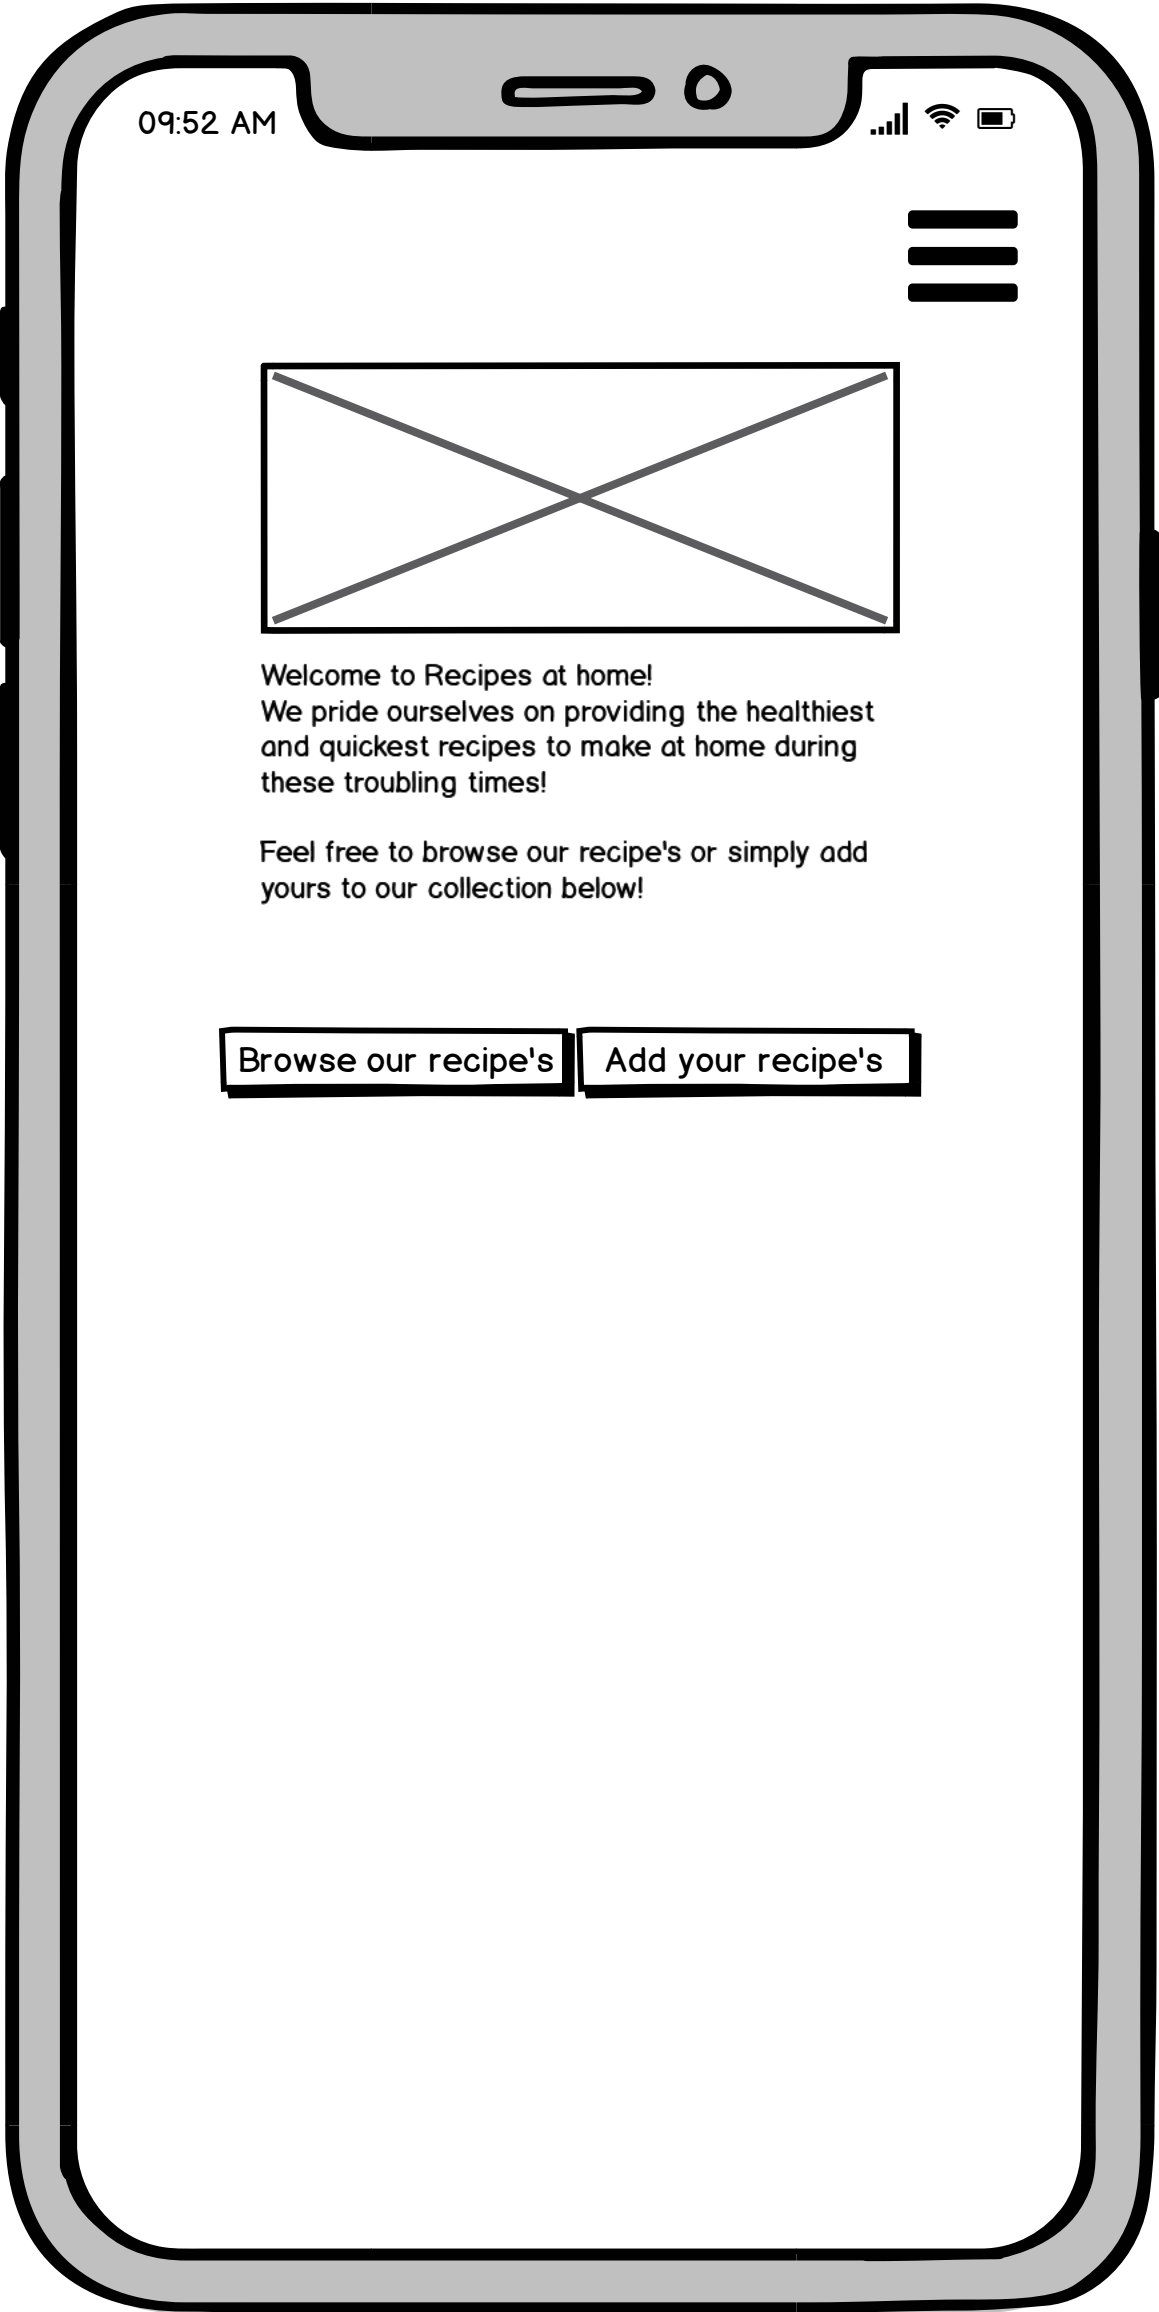 09:52 AM
Welcome to Recipes at home!
We pride ourselves on providing the healthiest
and quickest recipes to make at home during
these troubling times!
Feel free to browse our recipe's or simply add
yours to our collection below!
Browse our recipe's
Add your recipe's